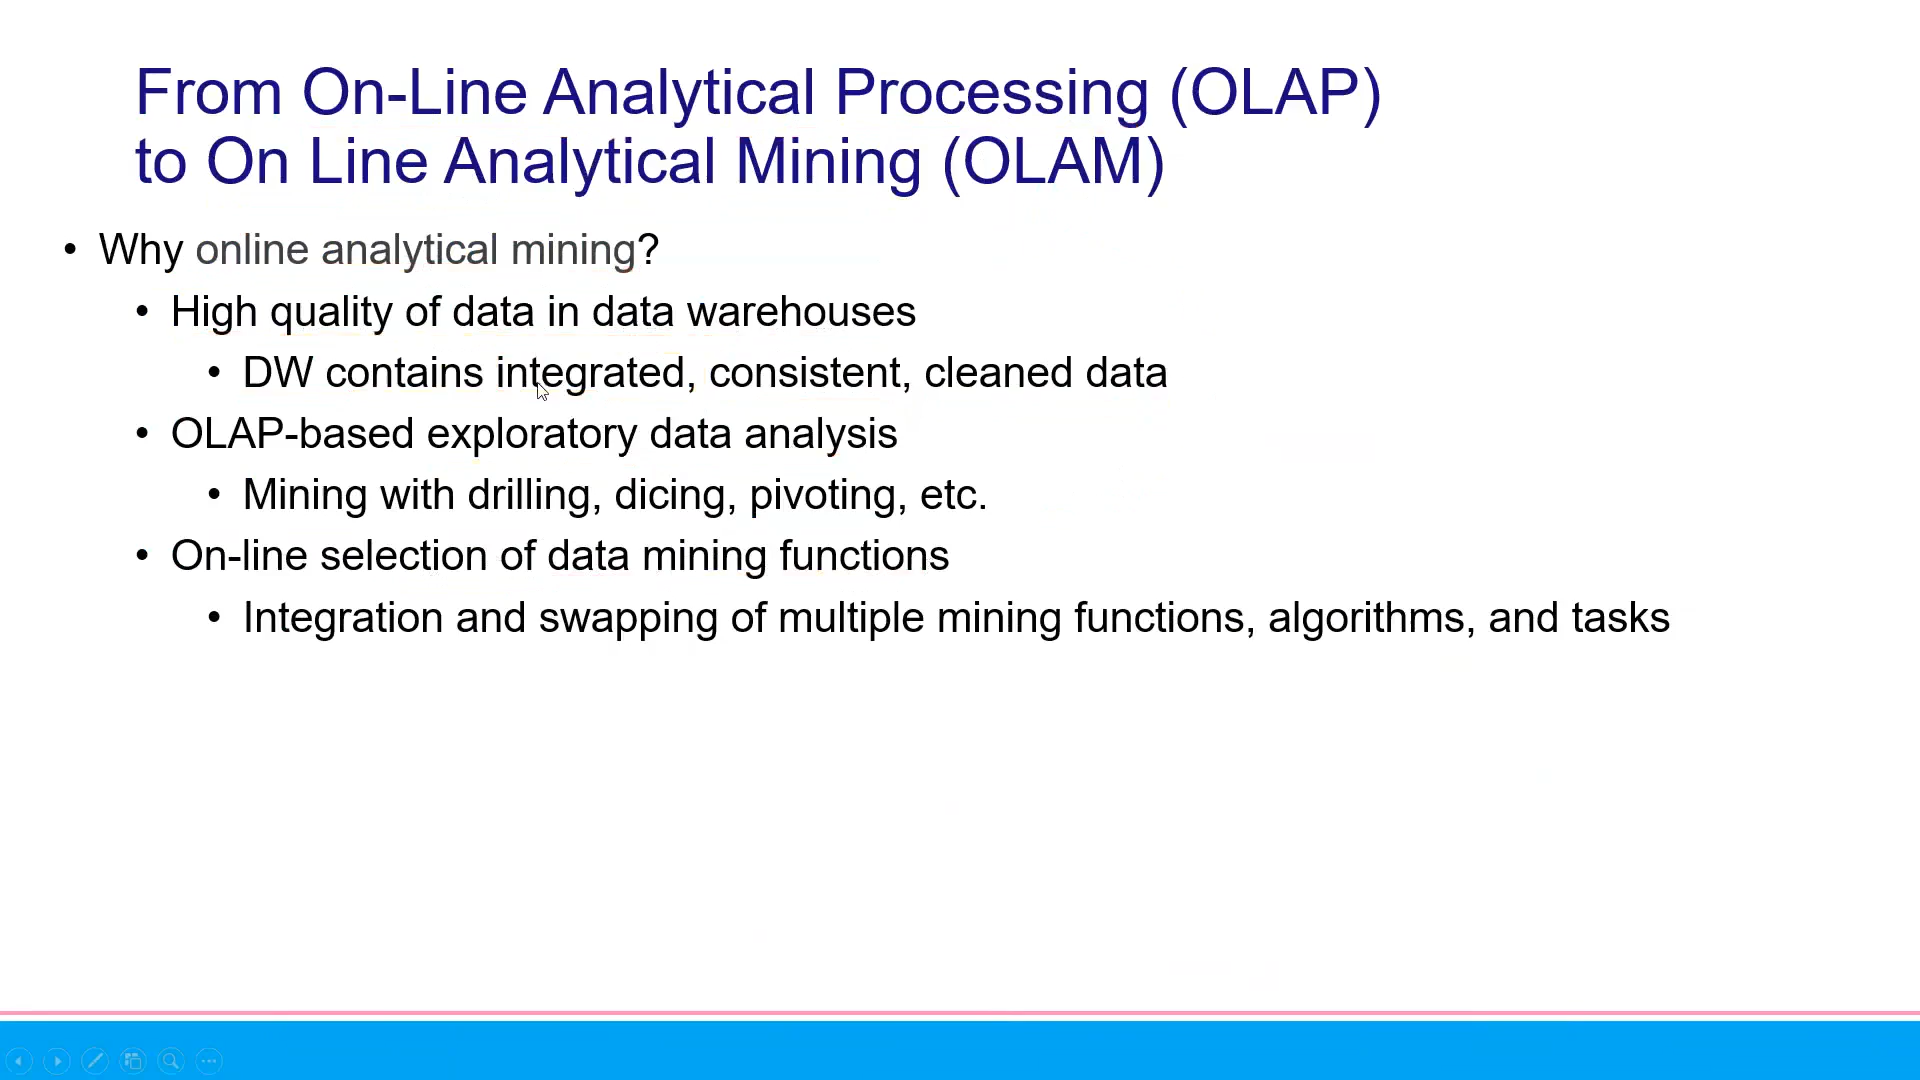 From On-Line Analytical Processing (OLAP)
to On Line Analytical Mining (OLAM)
• Why online analytical mining?
• High quality of data in data warehouses
• DW contains integrated, consistent, cleaned data
• OLAP-based exploratory data analysis
• Mining with drilling, dicing, pivoting, etc.
• On-line selection of data mining functions
• Integration and swapping of multiple mining functions, algorithms, and tasks